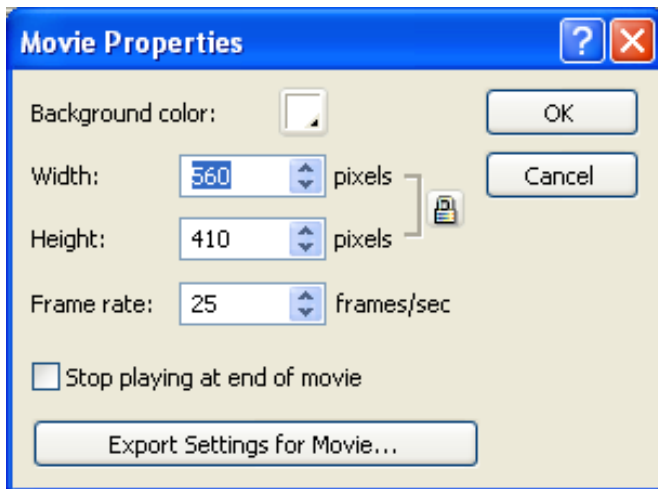 Movie Properties ?
Background color: OK
Width: 560 pixels Cancel
Height: 410 pixels
Frame rate: 25 frames/sec
Stop playing at end of movie
Export Settings for Movie...